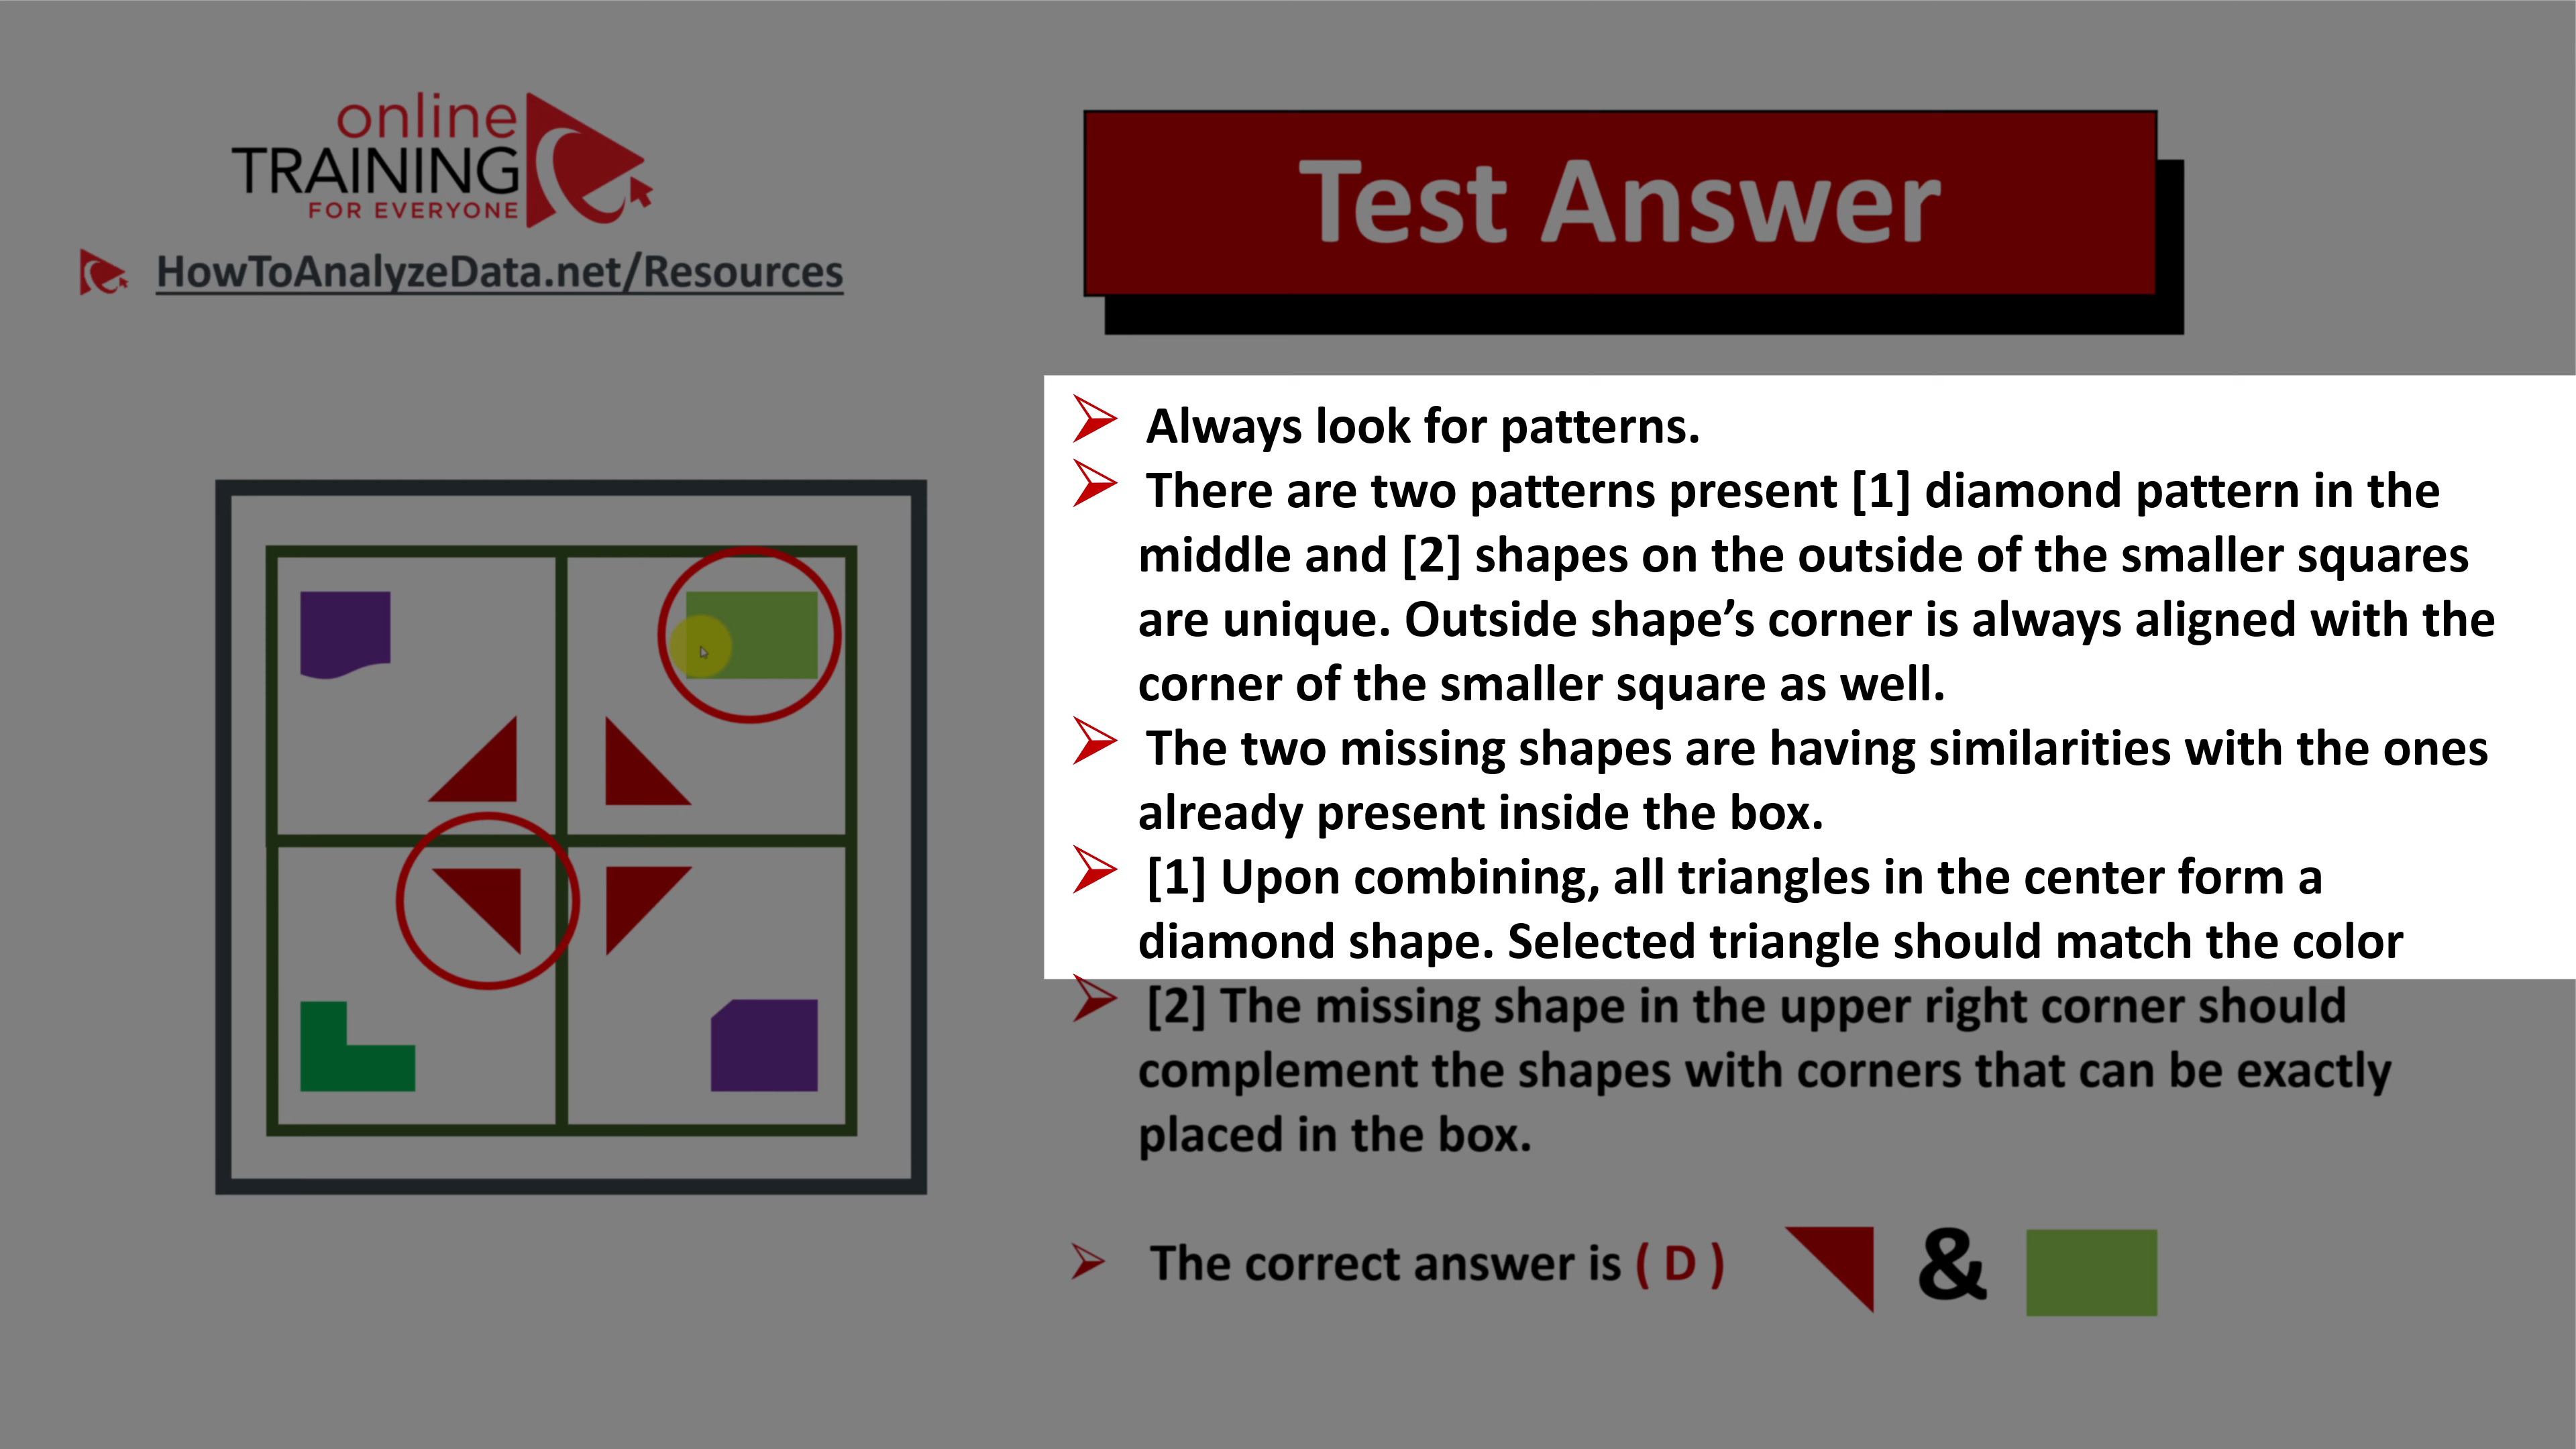 online
TRAINING
FOR EVERYONE
HowToAnalyzeData.net/Resources
Test Answer
Always look for patterns.
There are two patterns present [1] diamond pattern in the
middle and [2] shapes on the outside of the smaller squares
are unique. Outside shape’s corner is always aligned with the
corner of the smaller square as well.
The two missing shapes are having similarities with the ones
already present inside the box.
[1] Upon combining, all triangles in the center form a
diamond shape. Selected triangle should match the color
[2] The missing shape in the upper right corner should
complement the shapes with corners that can be exactly
placed in the box.
The correct answer is ( D ) &